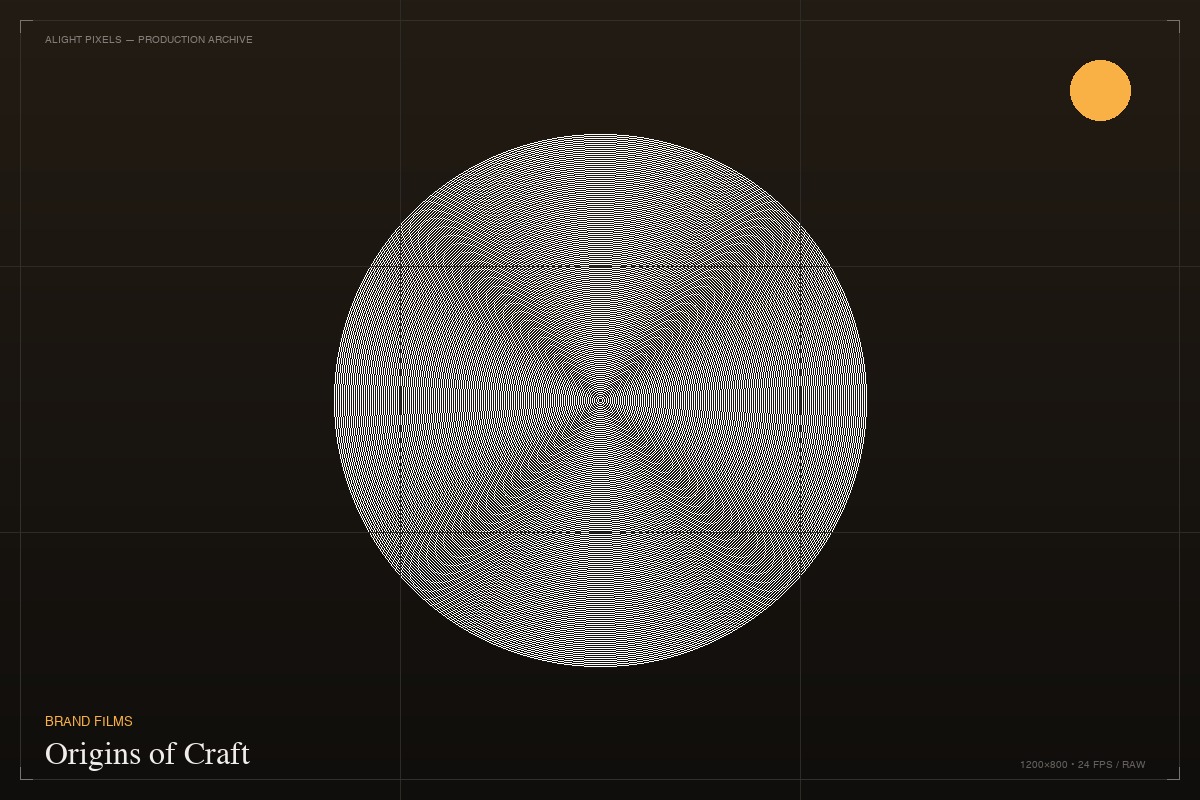 ALIGHT PIXELS — PRODUCTION ARCHIVE
BRAND FILMS
Origins of Craft
1200×800 • 24 FPS / RAW